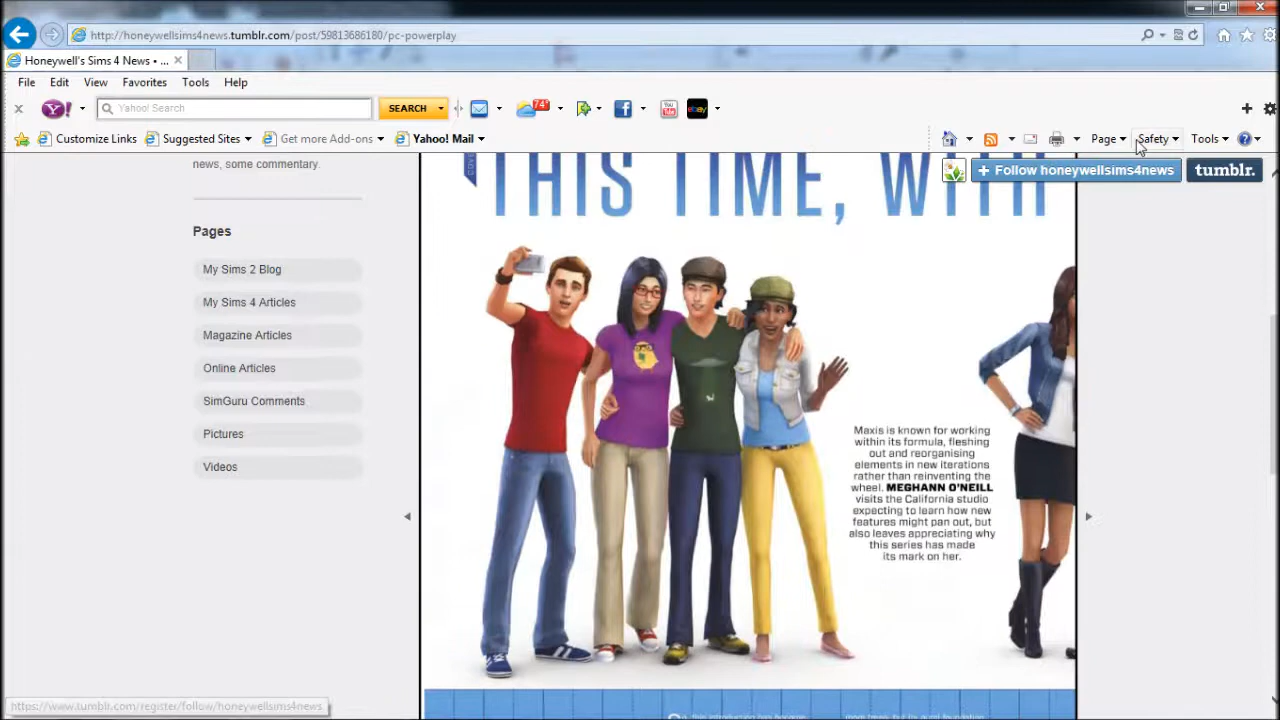 http://honeywellsims4news.tumblr.com/post/59813686180/pc-powerplay
Honeywell's Sims 4 News • ...
File Edit View Favorites Tools Help
Y! Yahoo! Search SEARCH 74° f You Tube ebay
Customize Links Suggested Sites Get more Add-ons Yahoo! Mail Page Safety Tools
+ Follow honeywellsims4news tumblr.
news, some commentary.
Pages
My Sims 2 Blog
My Sims 4 Articles
Magazine Articles
Online Articles
SimGuru Comments
Pictures
Videos
THIS TIME, WITH
Maxis is known for working
within its formula, fleshing
out and reorganising
elements in new iterations
rather than reinventing the
wheel. MEGHANN O'NEILL
visits the California studio
expecting to learn how new
features might pan out, but
also leaves appreciating why
this series has made
its mark on her.
https://www.tumblr.com/register/follow/honeywellsims4news